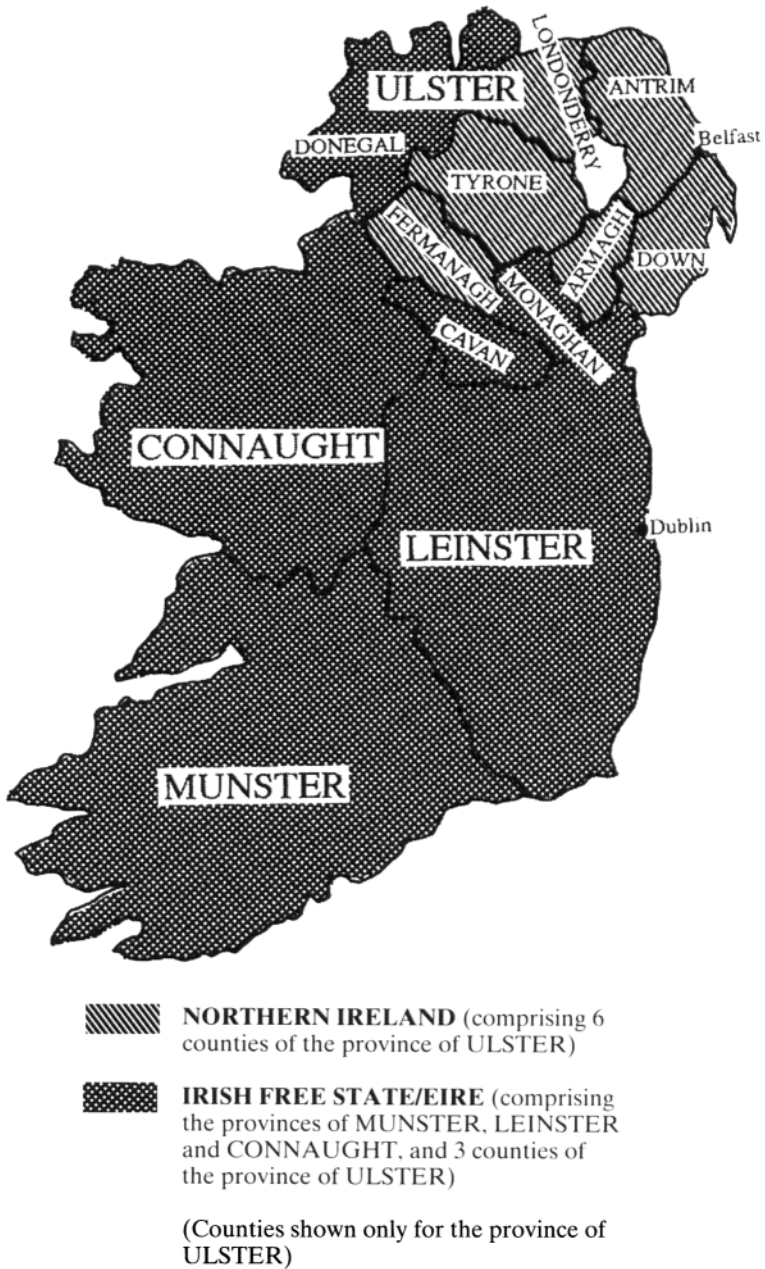 LONDONDERRY
ULSTER
ANTRIM
Belfast
DONEGAL
TYRONE
FERMANAGH
ARMAGH
DOWN
MONAGHAN
CAVAN
CONNAUGHT
Dublin
LEINSTER
MUNSTER
NORTHERN IRELAND (comprising 6
counties of the province of ULSTER)
IRISH FREE STATE/EIRE (comprising
the provinces of MUNSTER, LEINSTER
and CONNAUGHT, and 3 counties of
the province of ULSTER)
(Counties shown only for the province of
ULSTER)